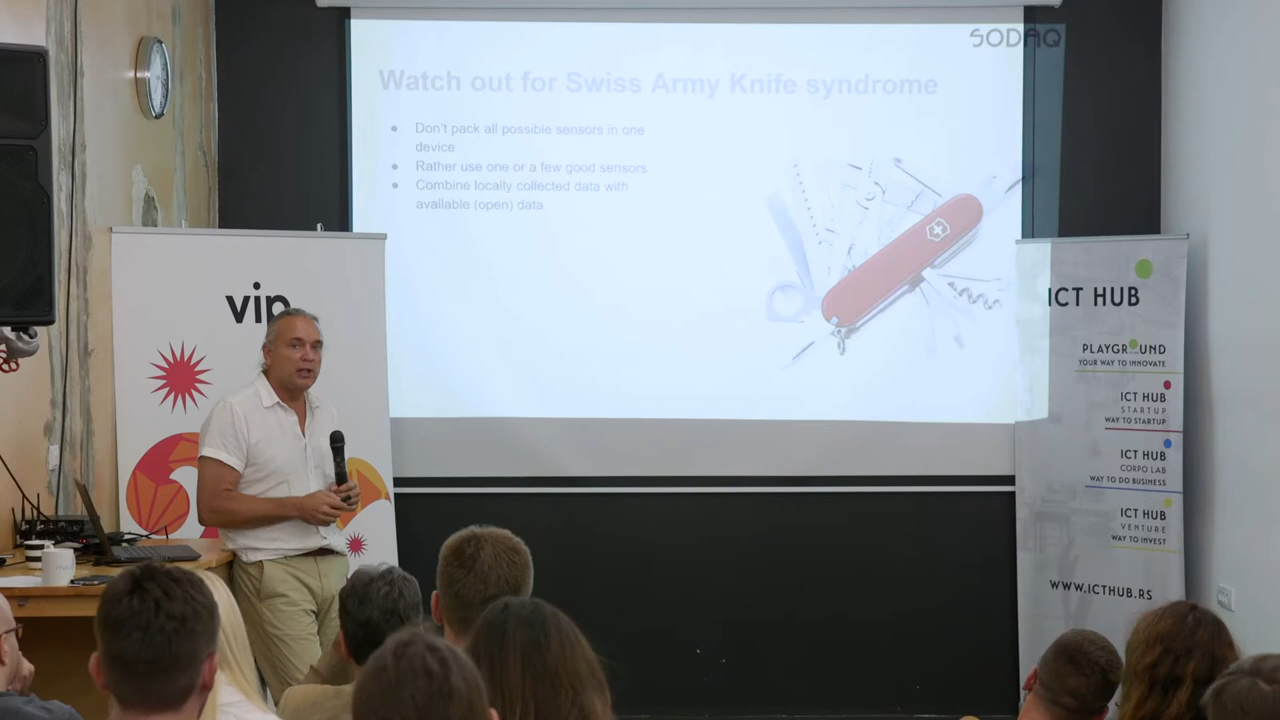 SODAQ
Watch out for Swiss Army Knife syndrome
● Don't pack all possible sensors in one
device
● Rather use one or a few good sensors
● Combine locally collected data with
available (open) data
vip
ICT HUB
PLAYGROUND
YOUR WAY TO INNOVATE
ICT HUB
STARTUP
WAY TO STARTUP
ICT HUB
CORPO LAB
WAY TO DO BUSINESS
ICT HUB
VENTURE
WAY TO INVEST
WWW.ICTHUB.RS